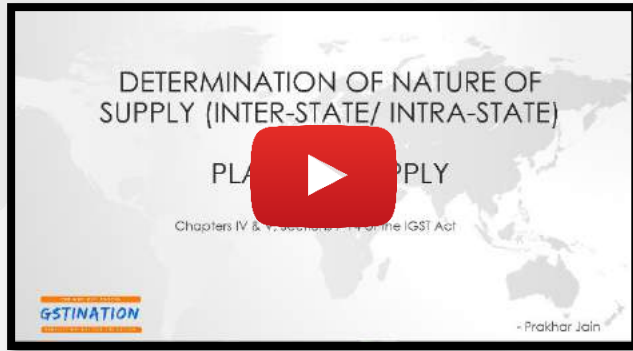 DETERMINATION OF NATURE OF
SUPPLY (INTER-STATE/ INTRA-STATE)
PLA PPLY
Chapters IV & V, of the IGST Act
GSTINATION
- Prakhar Jain